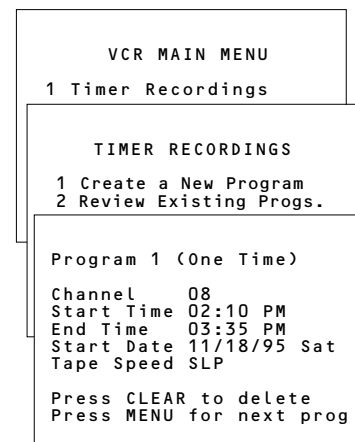 VCR MAIN MENU
1 Timer Recordings
TIMER RECORDINGS
1 Create a New Program
2 Review Existing Progs.
Program 1 (One Time)
Channel 08
Start Time 02:10 PM
End Time 03:35 PM
Start Date 11/18/95 Sat
Tape Speed SLP
Press CLEAR to delete
Press MENU for next prog